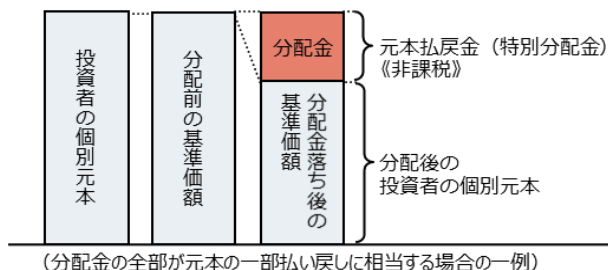 投資者の個別元本
分配前の基準価額
分配金
分配金落ち後の
基準価額
元本払戻金（特別分配金）
《非課税》
分配後の
投資者の個別元本
（分配金の全部が元本の一部払い戻しに相当する場合の一例）